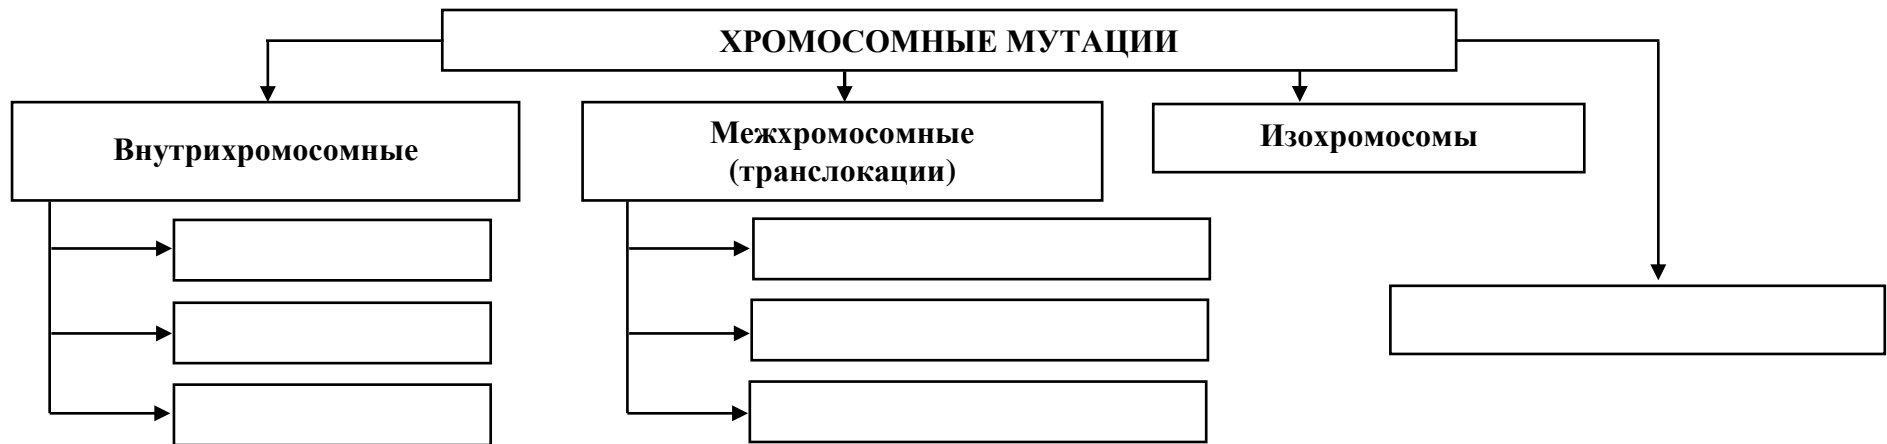 ХРОМОСОМНЫЕ МУТАЦИИ
Внутрихромосомные
Межхромосомные
(транслокации)
Изохромосомы